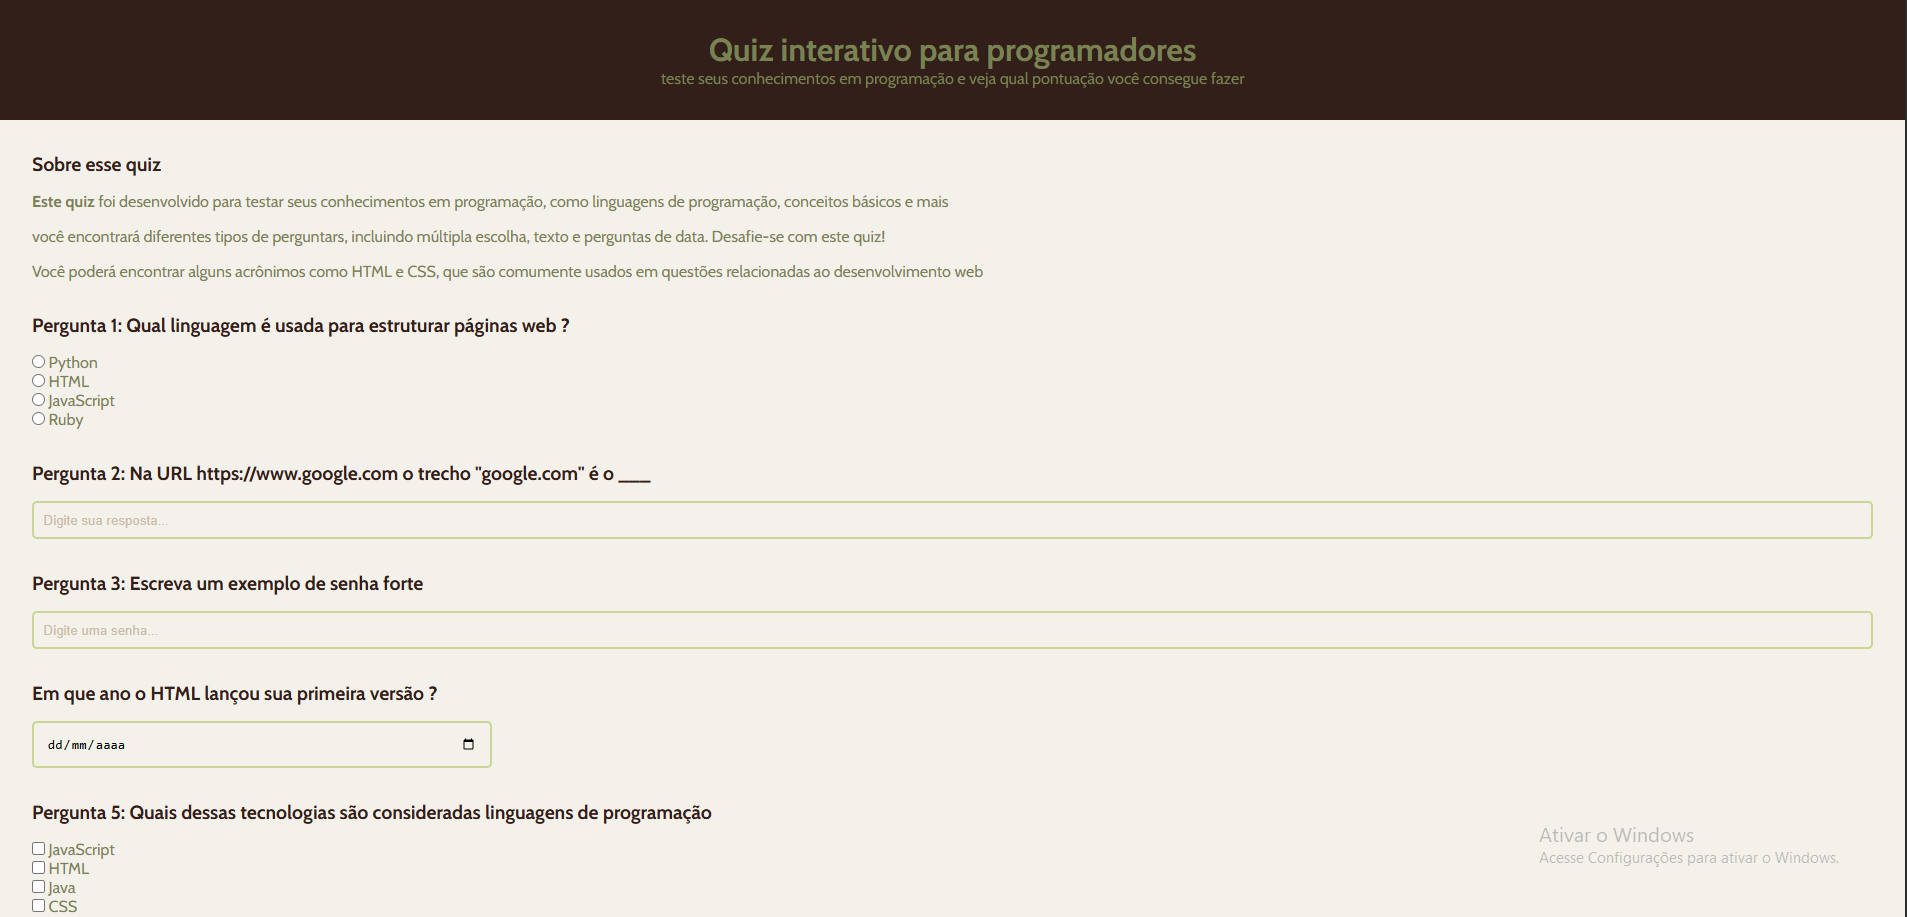 Quiz interativo para programadores
teste seus conhecimentos em programação e veja qual pontuação você consegue fazer
Sobre esse quiz
Este quiz foi desenvolvido para testar seus conhecimentos em programação, como linguagens de programação, conceitos básicos e mais
você encontrará diferentes tipos de perguntars, incluindo múltipla escolha, texto e perguntas de data. Desafie-se com este quiz!
Você poderá encontrar alguns acrônimos como HTML e CSS, que são comumente usados em questões relacionadas ao desenvolvimento web
Pergunta 1: Qual linguagem é usada para estruturar páginas web ?
Python
HTML
JavaScript
Ruby
Pergunta 2: Na URL https://www.google.com o trecho "google.com" é o ___
Digite sua resposta...
Pergunta 3: Escreva um exemplo de senha forte
Digite uma senha...
Em que ano o HTML lançou sua primeira versão ?
dd/mm/aaaa
Pergunta 5: Quais dessas tecnologias são consideradas linguagens de programação
JavaScript
HTML
Java
CSS
Ativar o Windows
Acesse Configurações para ativar o Windows.